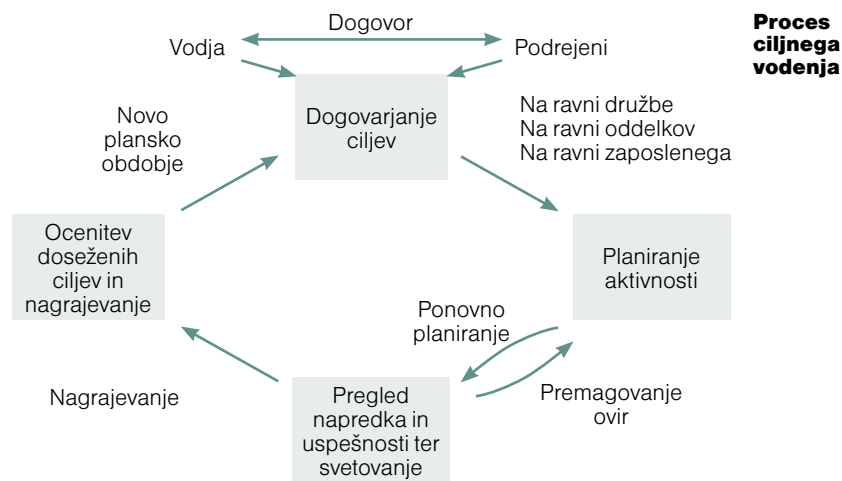 Proces
ciljnega
vodenja
Dogovor
Vodja
Podrejeni
Dogovarjanje
ciljev
Na ravni družbe
Na ravni oddelkov
Na ravni zaposlenega
Novo
plansko
obdobje
Ocenitev
doseženih
ciljev in
nagrajevanje
Planiranje
aktivnosti
Ponovno
planiranje
Premagovanje
ovir
Nagrajevanje
Pregled
napredka in
uspešnosti ter
svetovanje